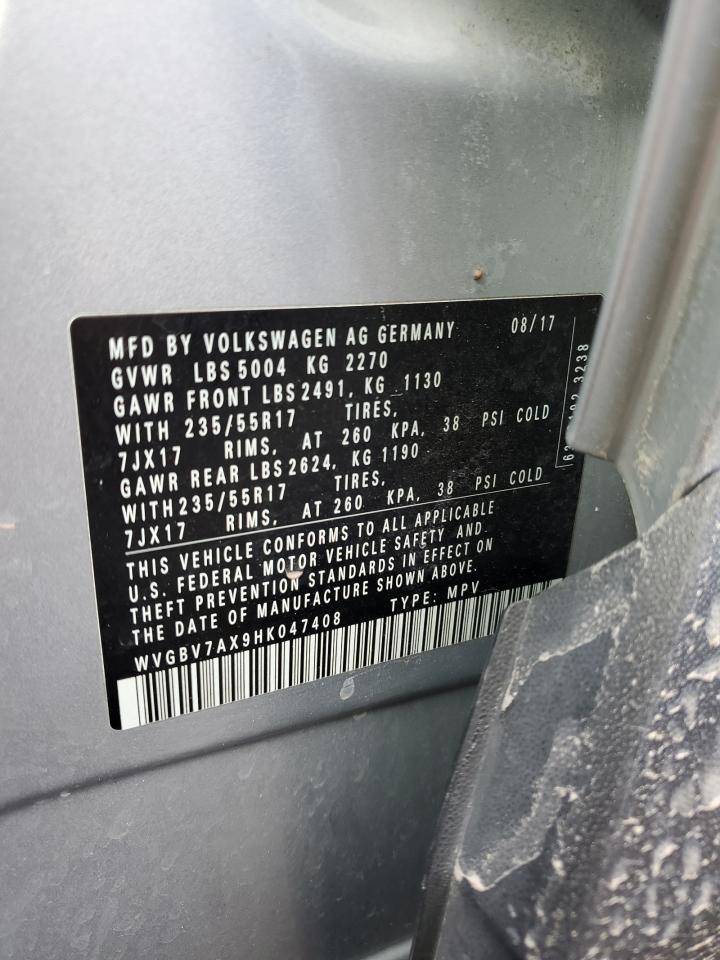 MFD BY VOLKSWAGEN AG GERMANY 08/17
GVWR LBS 5004 KG 2270
GAWR FRONT LBS 2491, KG 1130
WITH 235/55R17 TIRES,
7JX17 RIMS, AT 260 KPA, 38 PSI COLD
GAWR REAR LBS 2624, KG 1190
WITH 235/55R17 TIRES,
7JX17 RIMS, AT 260 KPA, 38 PSI COLD
THIS VEHICLE CONFORMS TO ALL APPLICABLE
U.S. FEDERAL MOTOR VEHICLE SAFETY AND
THEFT PREVENTION STANDARDS IN EFFECT ON
THE DATE OF MANUFACTURE SHOWN ABOVE.
WVGBV7AX9HK047408 TYPE: MPV
3238